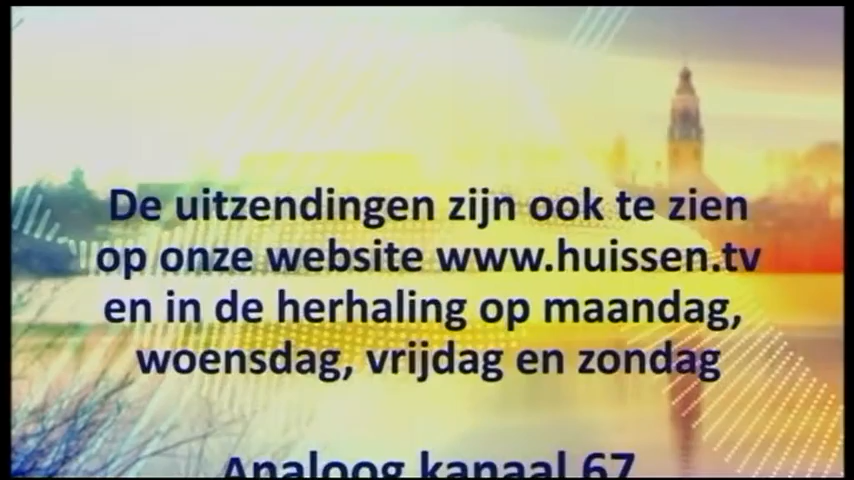 De uitzendingen zijn ook te zien
op onze website www.huissen.tv
en in de herhaling op maandag,
woensdag, vrijdag en zondag
Analoog kanaal 67